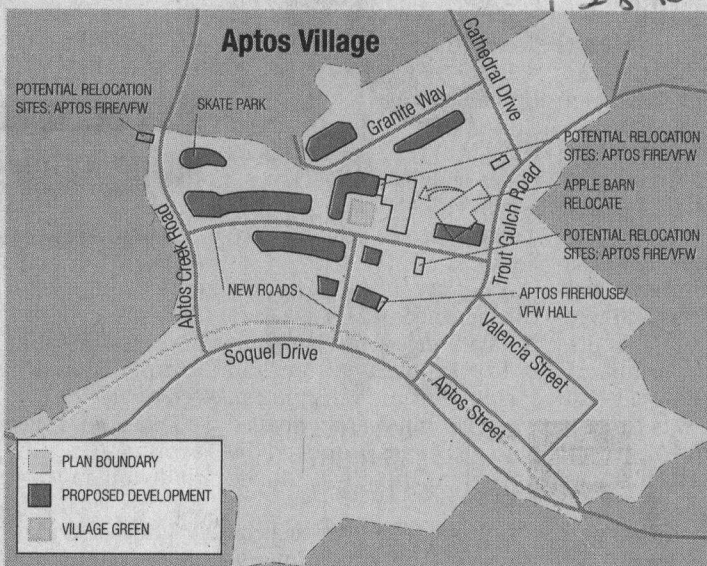 Aptos Village
POTENTIAL RELOCATION
SITES: APTOS FIRE/VFW
SKATE PARK
Granite Way
Cathedral Drive
POTENTIAL RELOCATION
SITES: APTOS FIRE/VFW
APPLE BARN
RELOCATE
Trout Gulch Road
POTENTIAL RELOCATION
SITES: APTOS FIRE/VFW
Aptos Creek Road
NEW ROADS
APTOS FIREHOUSE/
VFW HALL
Soquel Drive
Valencia Street
Aptos Street
PLAN BOUNDARY
PROPOSED DEVELOPMENT
VILLAGE GREEN